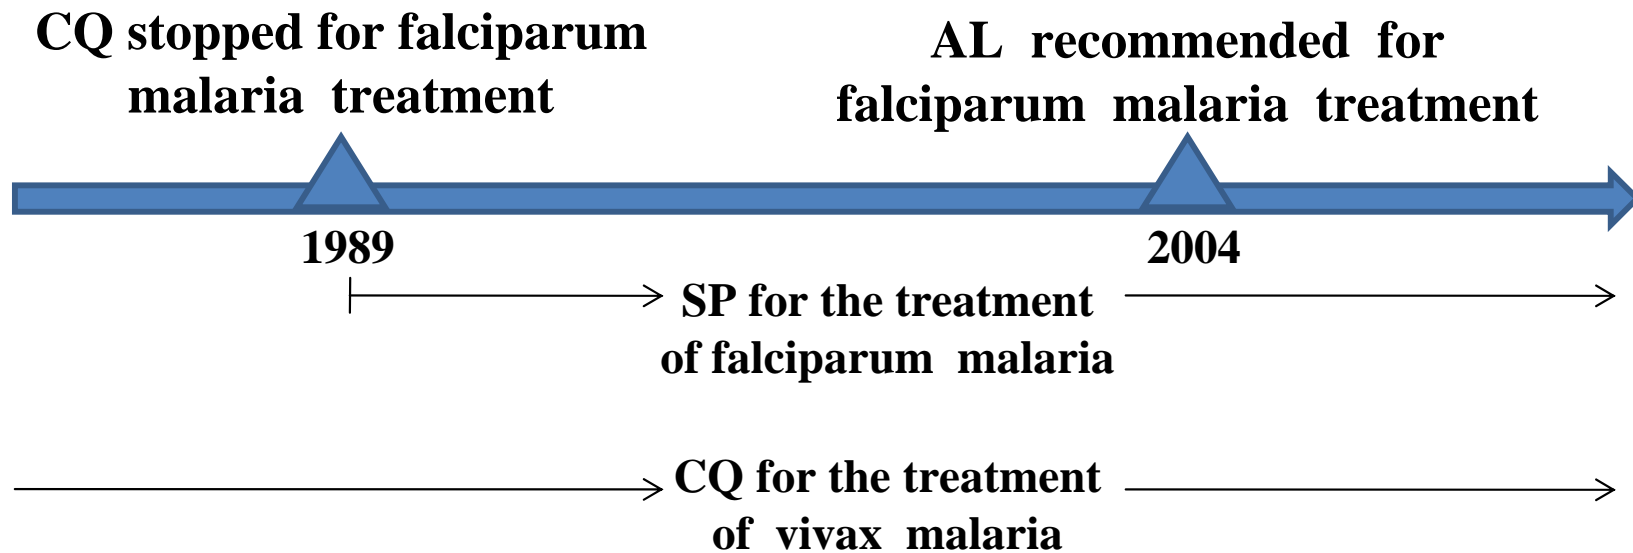 CQ stopped for falciparum
malaria treatment
AL recommended for
falciparum malaria treatment
1989
2004
SP for the treatment
of falciparum malaria
CQ for the treatment
of vivax malaria